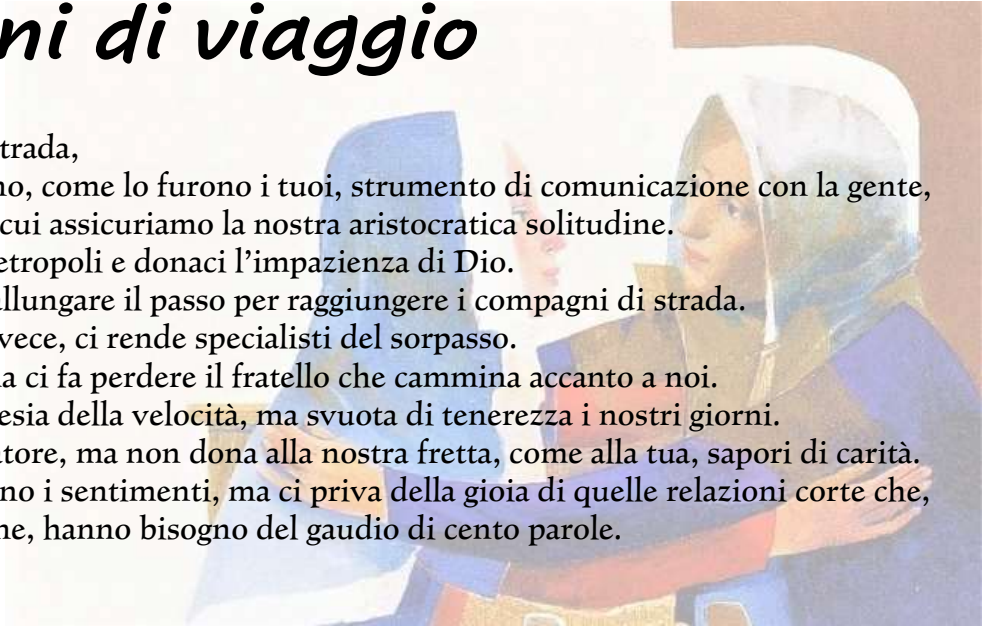 ni di viaggio
trada,
no, come lo furono i tuoi, strumento di comunicazione con la gente,
cui assicuriamo la nostra aristocratica solitudine.
etropoli e donaci l’impazienza di Dio.
allungare il passo per raggiungere i compagni di strada.
vece, ci rende specialisti del sorpasso.
a ci fa perdere il fratello che cammina accanto a noi.
esia della velocità, ma svuota di tenerezza i nostri giorni.
atore, ma non dona alla nostra fretta, come alla tua, sapori di carità.
no i sentimenti, ma ci priva della gioia di quelle relazioni corte che,
ne, hanno bisogno del gaudio di cento parole.